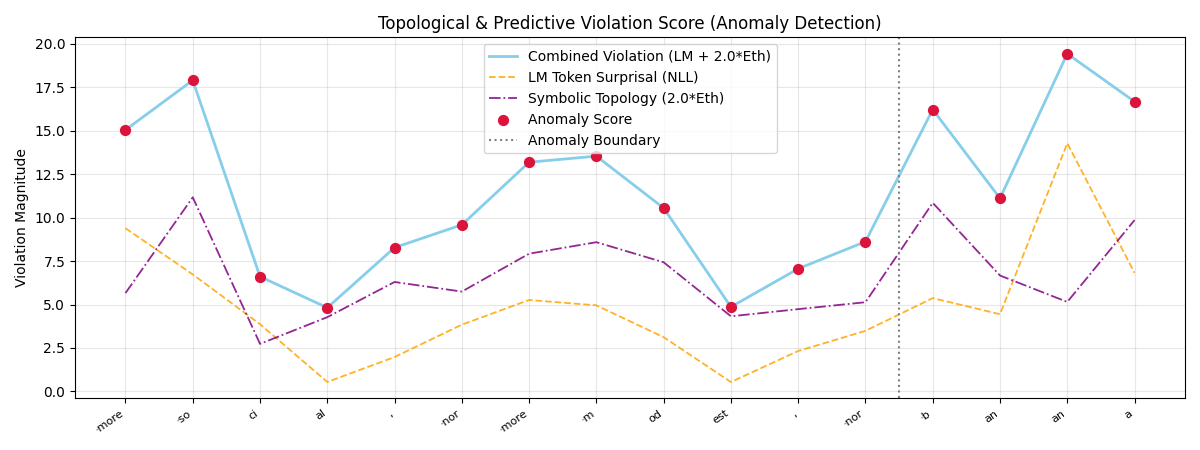 Topological & Predictive Violation Score (Anomaly Detection)
Combined Violation (LM + 2.0*Eth)
LM Token Surprisal (NLL)
Symbolic Topology (2.0*Eth)
Anomaly Score
Anomaly Boundary
Violation Magnitude
20.0
17.5
15.0
12.5
10.0
7.5
5.0
2.5
0.0
·more
·so
ci
al
,
·nor
·more
·m
od
est
,
·nor
·b
an
an
a